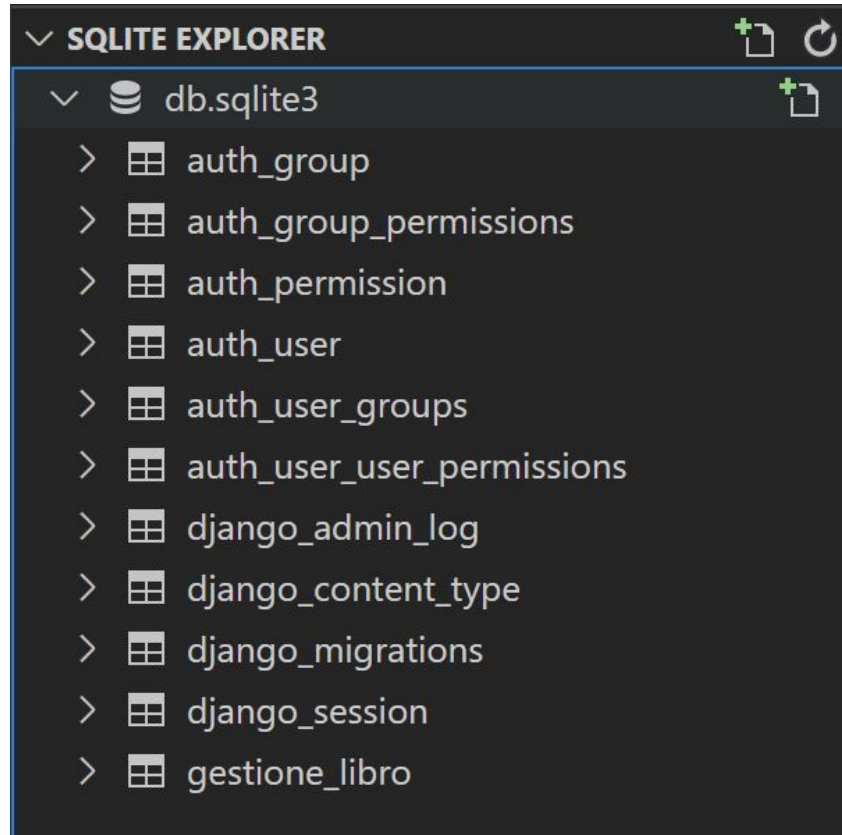 SQLITE EXPLORER
db.sqlite3
auth_group
auth_group_permissions
auth_permission
auth_user
auth_user_groups
auth_user_user_permissions
django_admin_log
django_content_type
django_migrations
django_session
gestione_libro